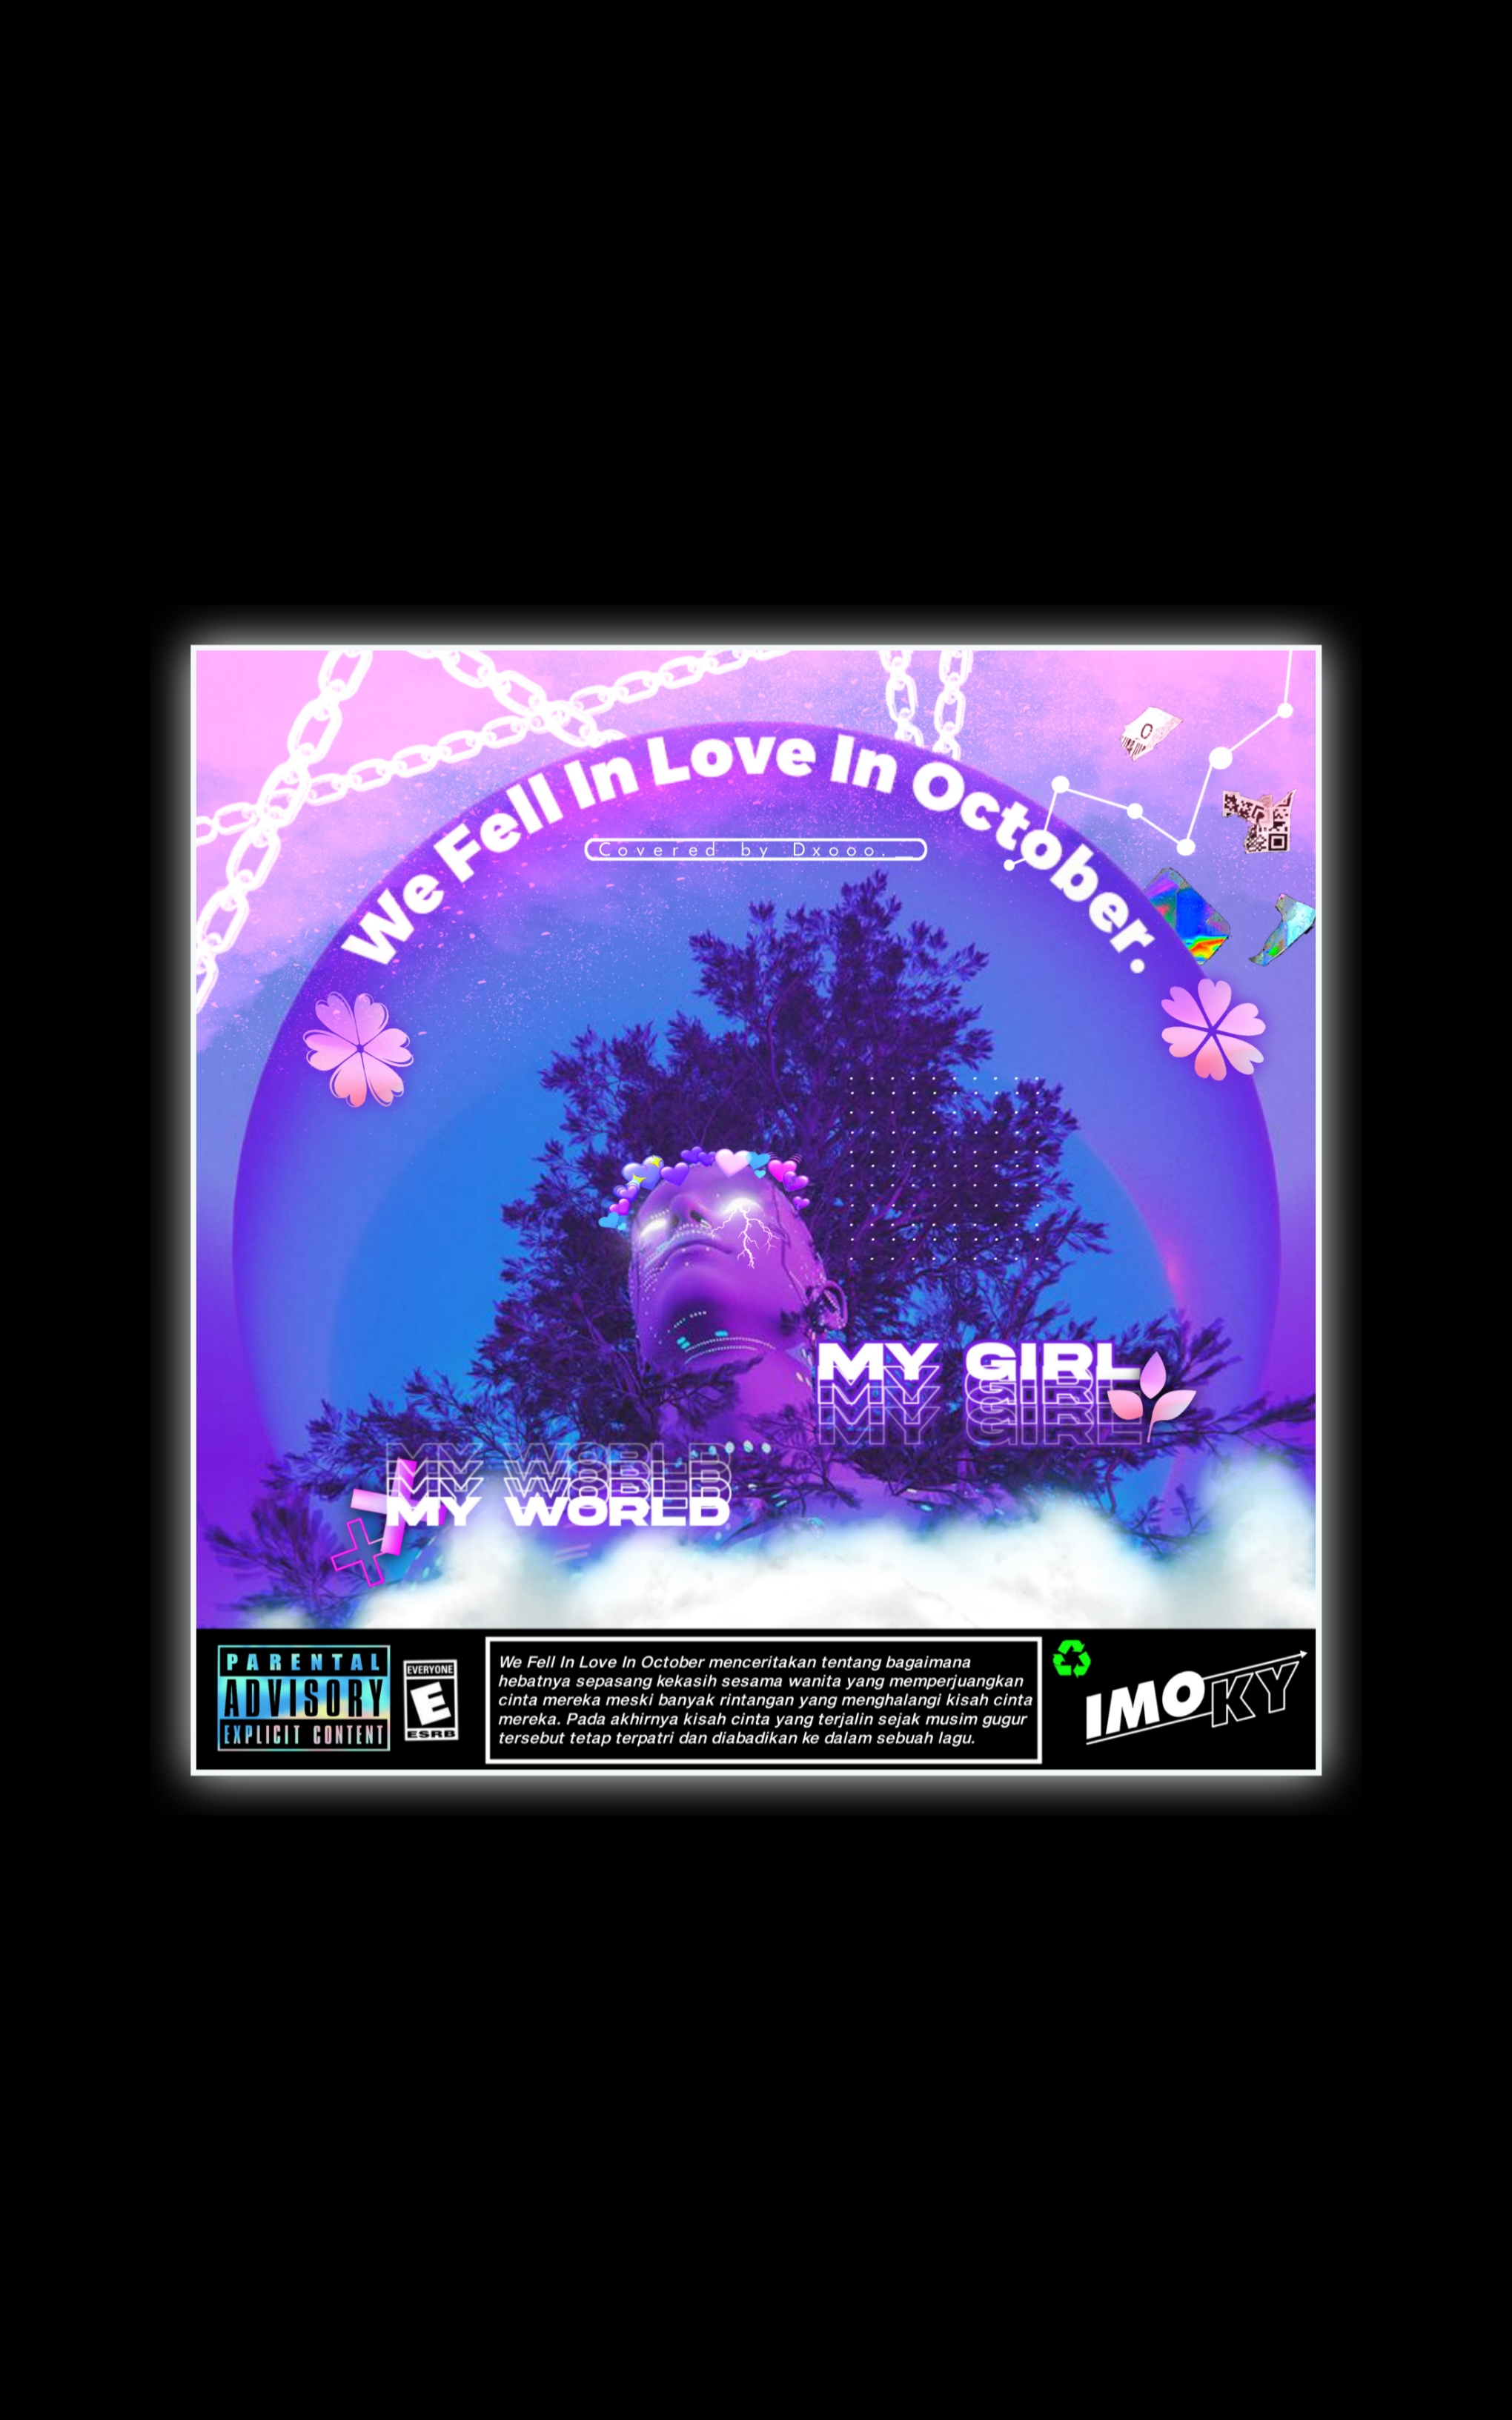 We Fell In Love In October.
Covered by Dxooo._
MY GIRL
MY GIRL
MY GIRL
MY WORLD
MY WORLD
MY WORLD
PARENTAL
ADVISORY
EXPLICIT CONTENT
EVERYONE
E
ESRB
We Fell In Love In October menceritakan tentang bagaimana
hebatnya sepasang kekasih sesama wanita yang memperjuangkan
cinta mereka meski banyak rintangan yang menghalangi kisah cinta
mereka. Pada akhirnya kisah cinta yang terjalin sejak musim gugur
tersebut tetap terpatri dan diabadikan ke dalam sebuah lagu.
IMOKY